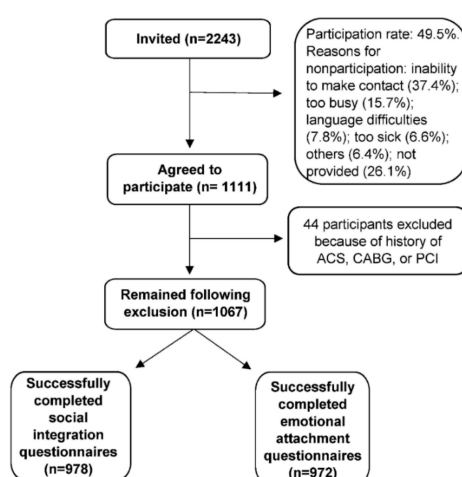 Invited (n=2243)
Participation rate: 49.5%.
Reasons for
nonparticipation: inability
to make contact (37.4%);
too busy (15.7%);
language difficulties
(7.8%); too sick (6.6%);
others (6.4%); not
provided (26.1%)
Agreed to
participate (n= 1111)
44 participants excluded
because of history of
ACS, CABG, or PCI
Remained following
exclusion (n=1067)
Successfully
completed
social
integration
questionnaires
(n=978)
Successfully
completed
emotional
attachment
questionnaires
(n=972)